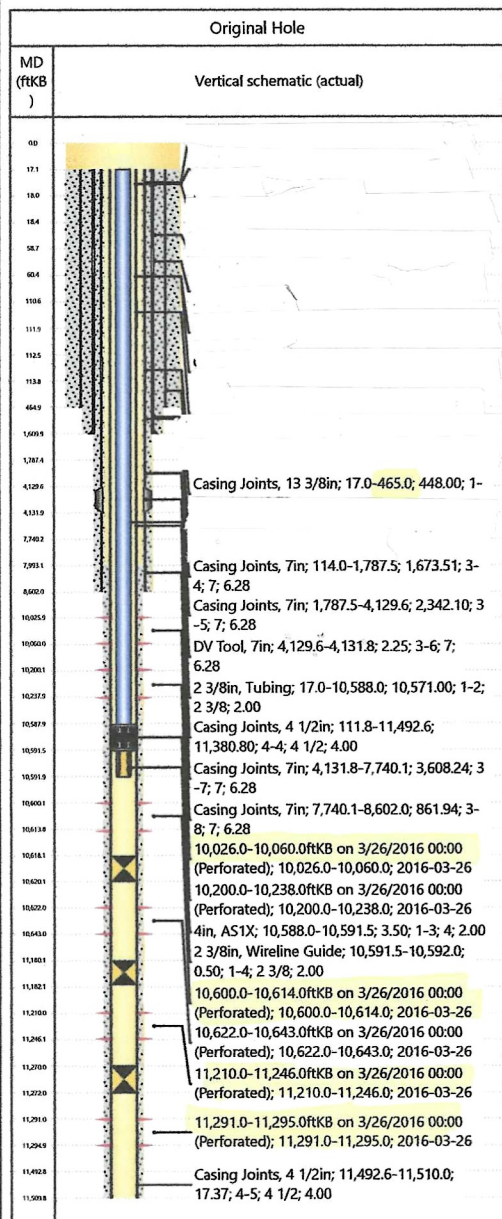 Original Hole
MD
(ftKB
)
Vertical schematic (actual)
0.0
17.1
18.0
18.4
58.7
60.4
110.6
111.9
112.5
113.8
464.9
1,609.9
1,787.4
4,129.6
4,131.9
7,740.2
7,993.1
8,602.0
10,025.9
10,060.0
10,200.1
10,237.9
10,587.9
10,591.5
10,591.9
10,600.1
10,613.8
10,618.1
10,620.1
10,622.0
10,643.0
11,180.1
11,182.1
11,210.0
11,246.1
11,270.0
11,272.0
11,291.0
11,294.9
11,492.8
11,509.8
Casing Joints, 13 3/8in; 17.0-465.0; 448.00; 1-
Casing Joints, 7in; 114.0-1,787.5; 1,673.51; 3-
4; 7; 6.28
Casing Joints, 7in; 1,787.5-4,129.6; 2,342.10; 3
-5; 7; 6.28
DV Tool, 7in; 4,129.6-4,131.8; 2.25; 3-6; 7;
6.28
2 3/8in, Tubing; 17.0-10,588.0; 10,571.00; 1-2;
2 3/8; 2.00
Casing Joints, 4 1/2in; 111.8-11,492.6;
11,380.80; 4-4; 4 1/2; 4.00
Casing Joints, 7in; 4,131.8-7,740.1; 3,608.24; 3
-7; 7; 6.28
Casing Joints, 7in; 7,740.1-8,602.0; 861.94; 3-
8; 7; 6.28
10,026.0-10,060.0ftKB on 3/26/2016 00:00
(Perforated); 10,026.0-10,060.0; 2016-03-26
10,200.0-10,238.0ftKB on 3/26/2016 00:00
(Perforated); 10,200.0-10,238.0; 2016-03-26
4in, AS1X; 10,588.0-10,591.5; 3.50; 1-3; 4; 2.00
2 3/8in, Wireline Guide; 10,591.5-10,592.0;
0.50; 1-4; 2 3/8; 2.00
10,600.0-10,614.0ftKB on 3/26/2016 00:00
(Perforated); 10,600.0-10,614.0; 2016-03-26
10,622.0-10,643.0ftKB on 3/26/2016 00:00
(Perforated); 10,622.0-10,643.0; 2016-03-26
11,210.0-11,246.0ftKB on 3/26/2016 00:00
(Perforated); 11,210.0-11,246.0; 2016-03-26
11,291.0-11,295.0ftKB on 3/26/2016 00:00
(Perforated); 11,291.0-11,295.0; 2016-03-26
Casing Joints, 4 1/2in; 11,492.6-11,510.0;
17.37; 4-5; 4 1/2; 4.00